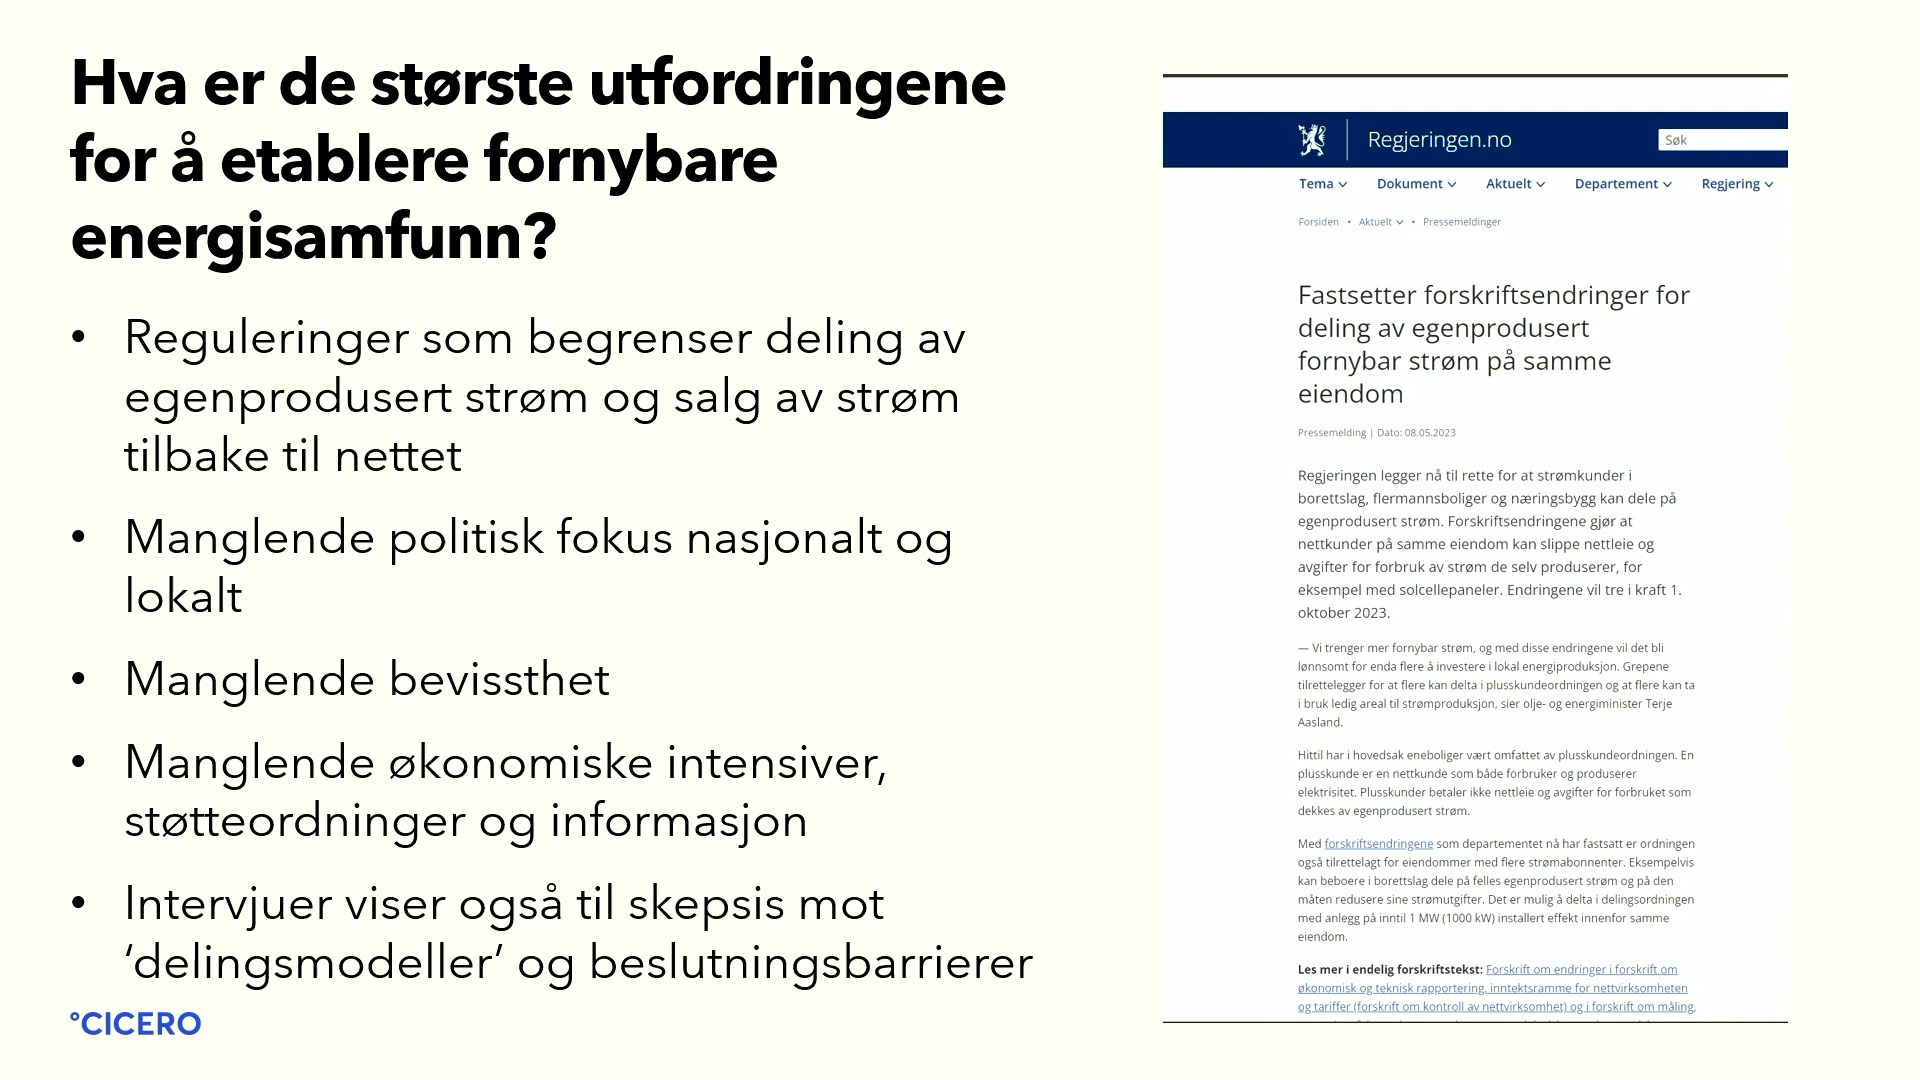 Hva er de største utfordringene
for å etablere fornybare
energisamfunn?
• Reguleringer som begrenser deling av
egenprodusert strøm og salg av strøm
tilbake til nettet
• Manglende politisk fokus nasjonalt og
lokalt
• Manglende bevissthet
• Manglende økonomiske intensiver,
støtteordninger og informasjon
• Intervjuer viser også til skepsis mot
‘delingsmodeller’ og beslutningsbarrierer
°CICERO
Regjeringen.no
Søk
Tema Dokument Aktuelt Departement Regjering
Forsiden • Aktuelt • Pressemeldinger
Fastsetter forskriftsendringer for
deling av egenprodusert
fornybar strøm på samme
eiendom
Pressemelding | Dato: 08.05.2023
Regjeringen legger nå til rette for at strømkunder i
borettslag, flermannsboliger og næringsbygg kan dele på
egenprodusert strøm. Forskriftsendringene gjør at
nettkunder på samme eiendom kan slippe nettleie og
avgifter for forbruk av strøm de selv produserer, for
eksempel med solcellepaneler. Endringene vil tre i kraft 1.
oktober 2023.
— Vi trenger mer fornybar strøm, og med disse endringene vil det bli
lønnsomt for enda flere å investere i lokal energiproduksjon. Grepene
tilrettelegger for at flere kan delta i plusskundeordningen og at flere kan ta
i bruk ledig areal til strømproduksjon, sier olje- og energiminister Terje
Aasland.
Hittil har i hovedsak eneboliger vært omfattet av plusskundeordningen. En
plusskunde er en nettkunde som både forbruker og produserer
elektrisitet. Plusskunder betaler ikke nettleie og avgifter for forbruket som
dekkes av egenprodusert strøm.
Med forskriftsendringene som departementet nå har fastsatt er ordningen
også tilrettelagt for eiendommer med flere strømabonnenter. Eksempelvis
kan beboere i borettslag dele på felles egenprodusert strøm og på den
måten redusere sine strømutgifter. Det er mulig å delta i delingsordningen
med anlegg på inntil 1 MW (1000 kW) installert effekt innenfor samme
eiendom.
Les mer i endelig forskriftstekst: Forskrift om endringer i forskrift om
økonomisk og teknisk rapportering, inntektsramme for nettvirksomheten
og tariffer (forskrift om kontroll av nettvirksomhet) og i forskrift om måling,